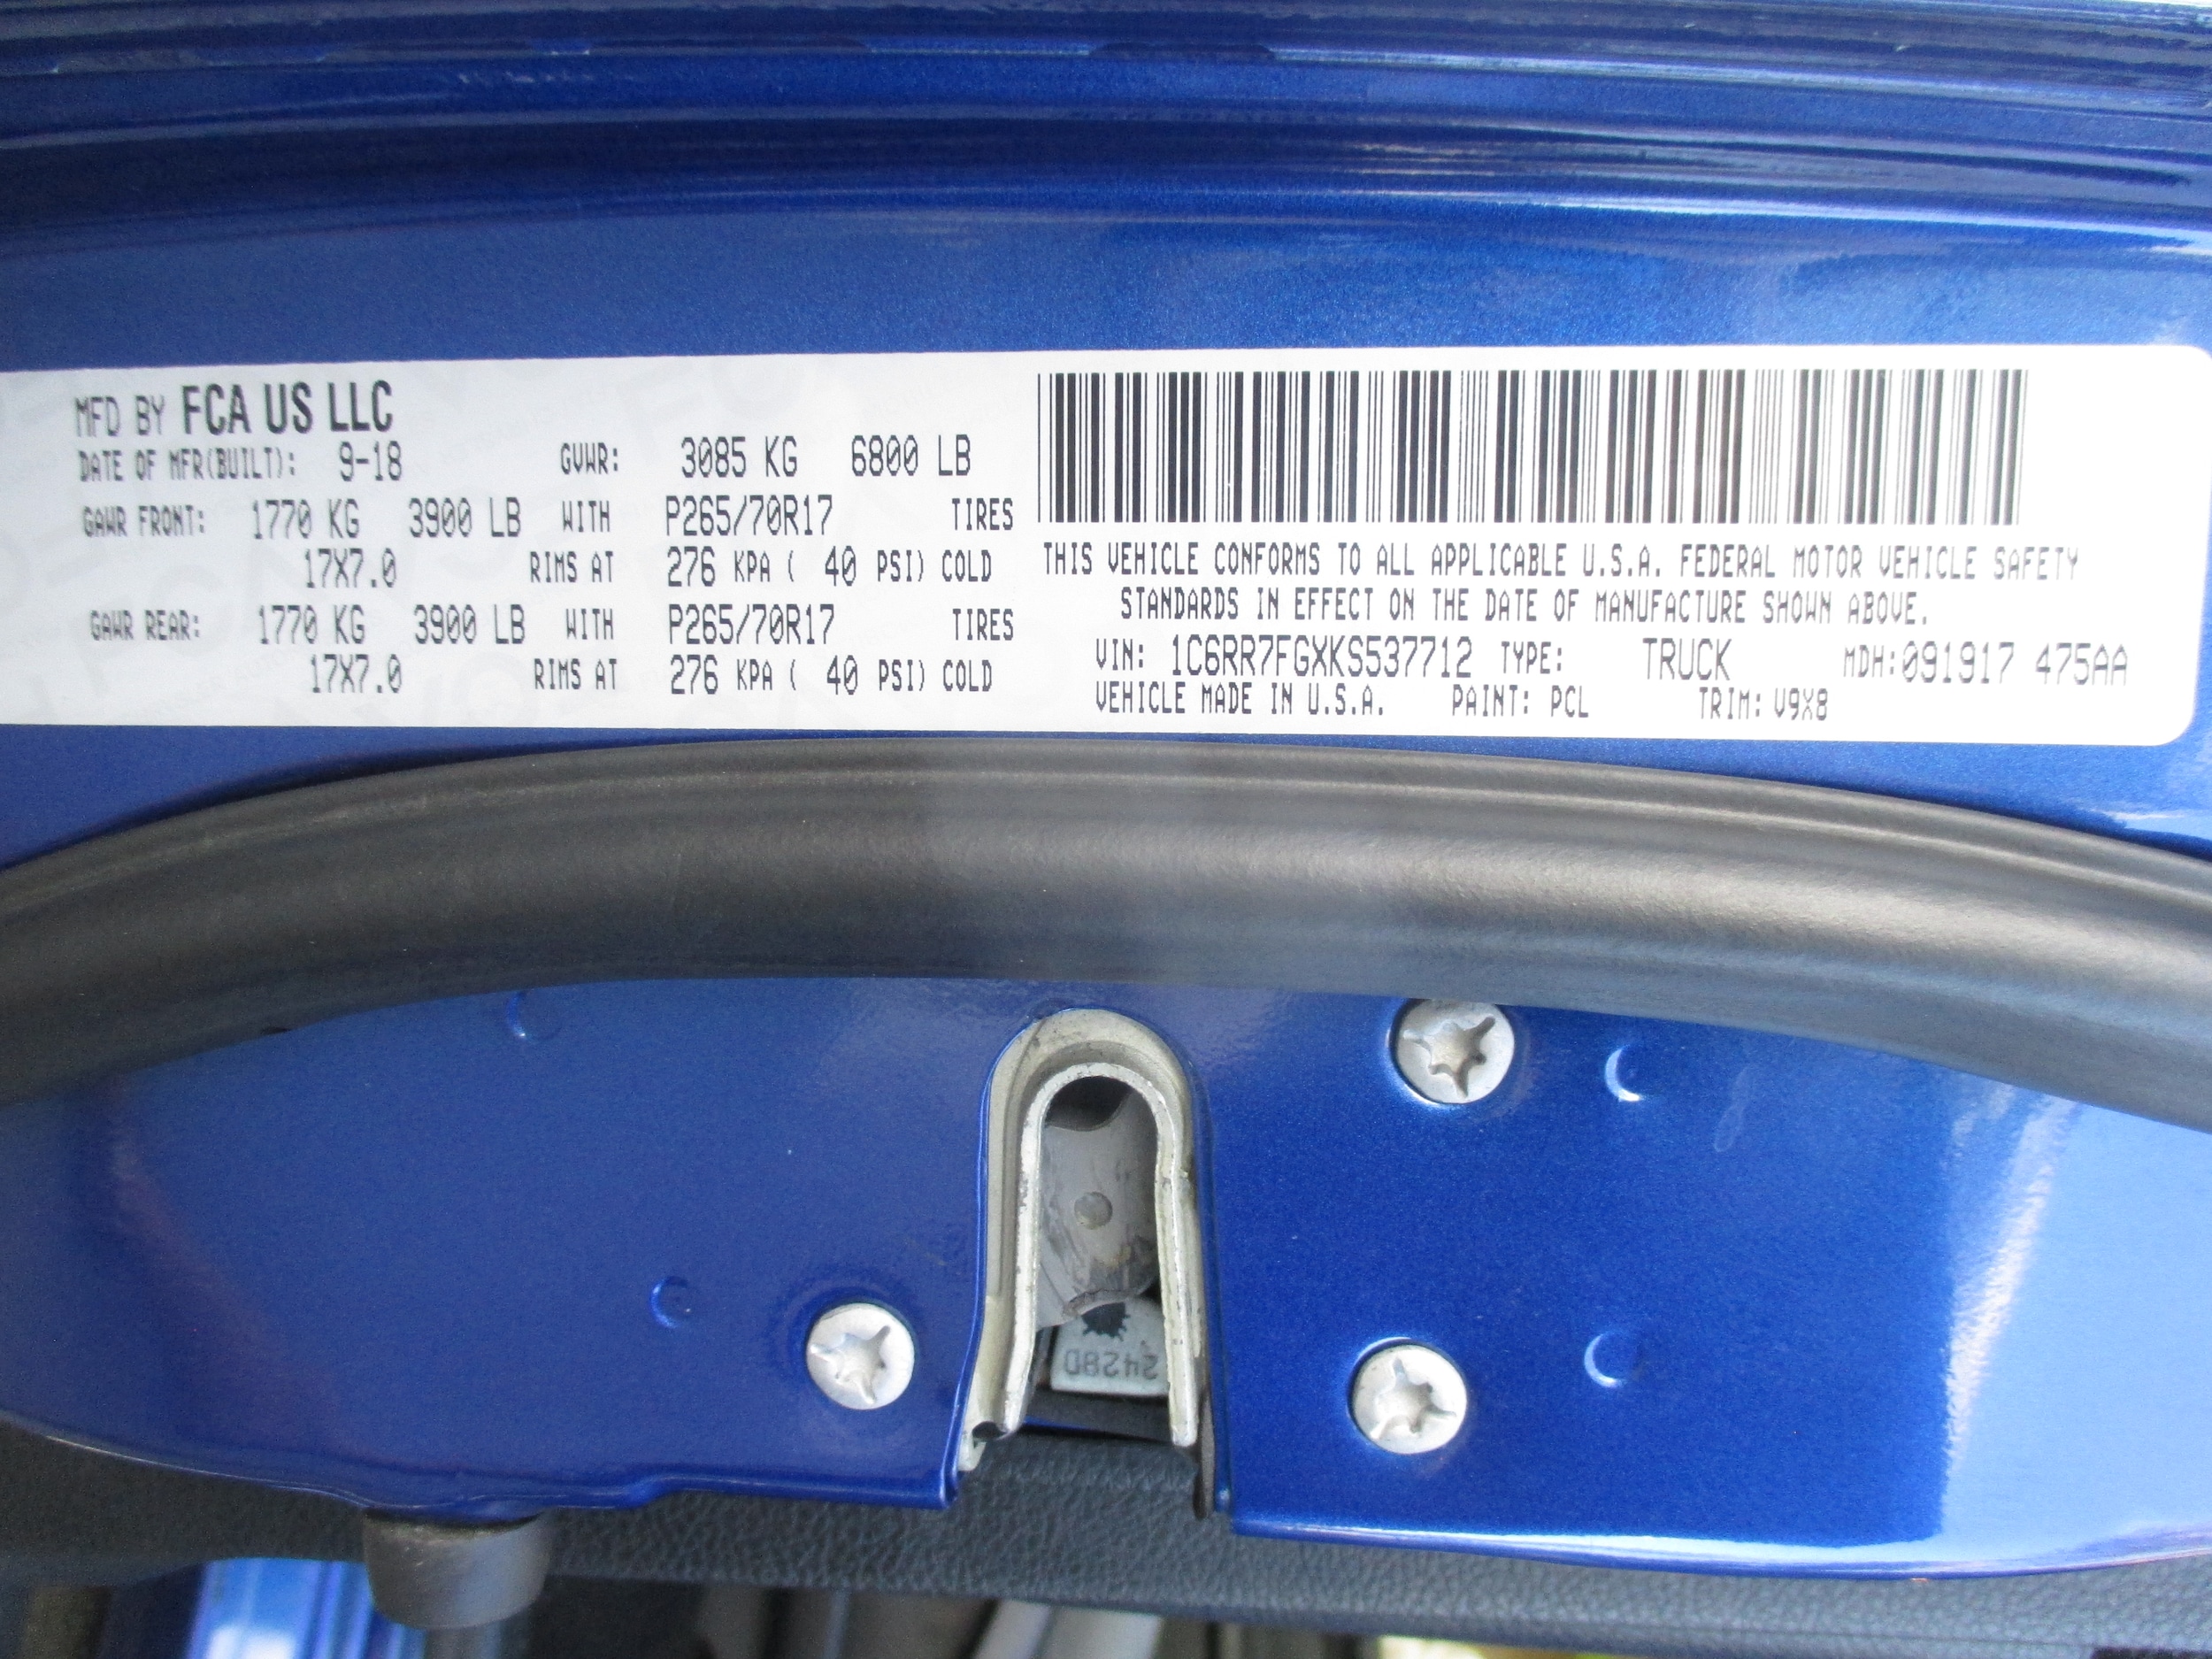 MFD BY FCA US LLC
DATE OF MFR(BUILT): 9-18 GVWR: 3085 KG 6800 LB
GAWR FRONT: 1770 KG 3900 LB WITH P265/70R17 TIRES
17X7.0 RIMS AT 276 KPA ( 40 PSI) COLD
GAWR REAR: 1770 KG 3900 LB WITH P265/70R17 TIRES
17X7.0 RIMS AT 276 KPA ( 40 PSI) COLD
THIS VEHICLE CONFORMS TO ALL APPLICABLE U.S.A. FEDERAL MOTOR VEHICLE SAFETY
STANDARDS IN EFFECT ON THE DATE OF MANUFACTURE SHOWN ABOVE.
VIN: 1C6RR7FGXKS537712 TYPE: TRUCK MDH:091917 475AA
VEHICLE MADE IN U.S.A. PAINT: PCL TRIM: V9X8